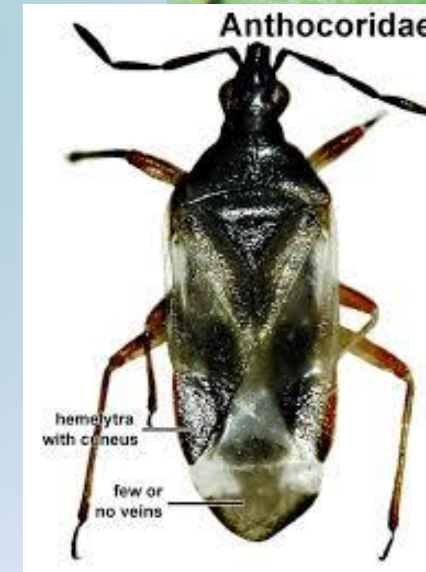 Anthocoridae
hemelytra
with cuneus
few or
no veins